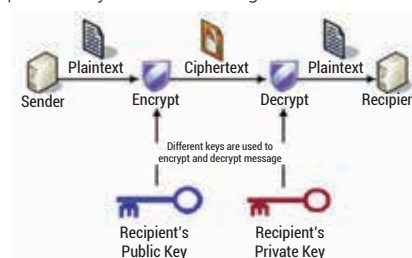 Plaintext
Ciphertext
Plaintext
Sender
Encrypt
Decrypt
Recipien
Different keys are used to
encrypt and decrypt message
Recipient's
Public Key
Recipient's
Private Key